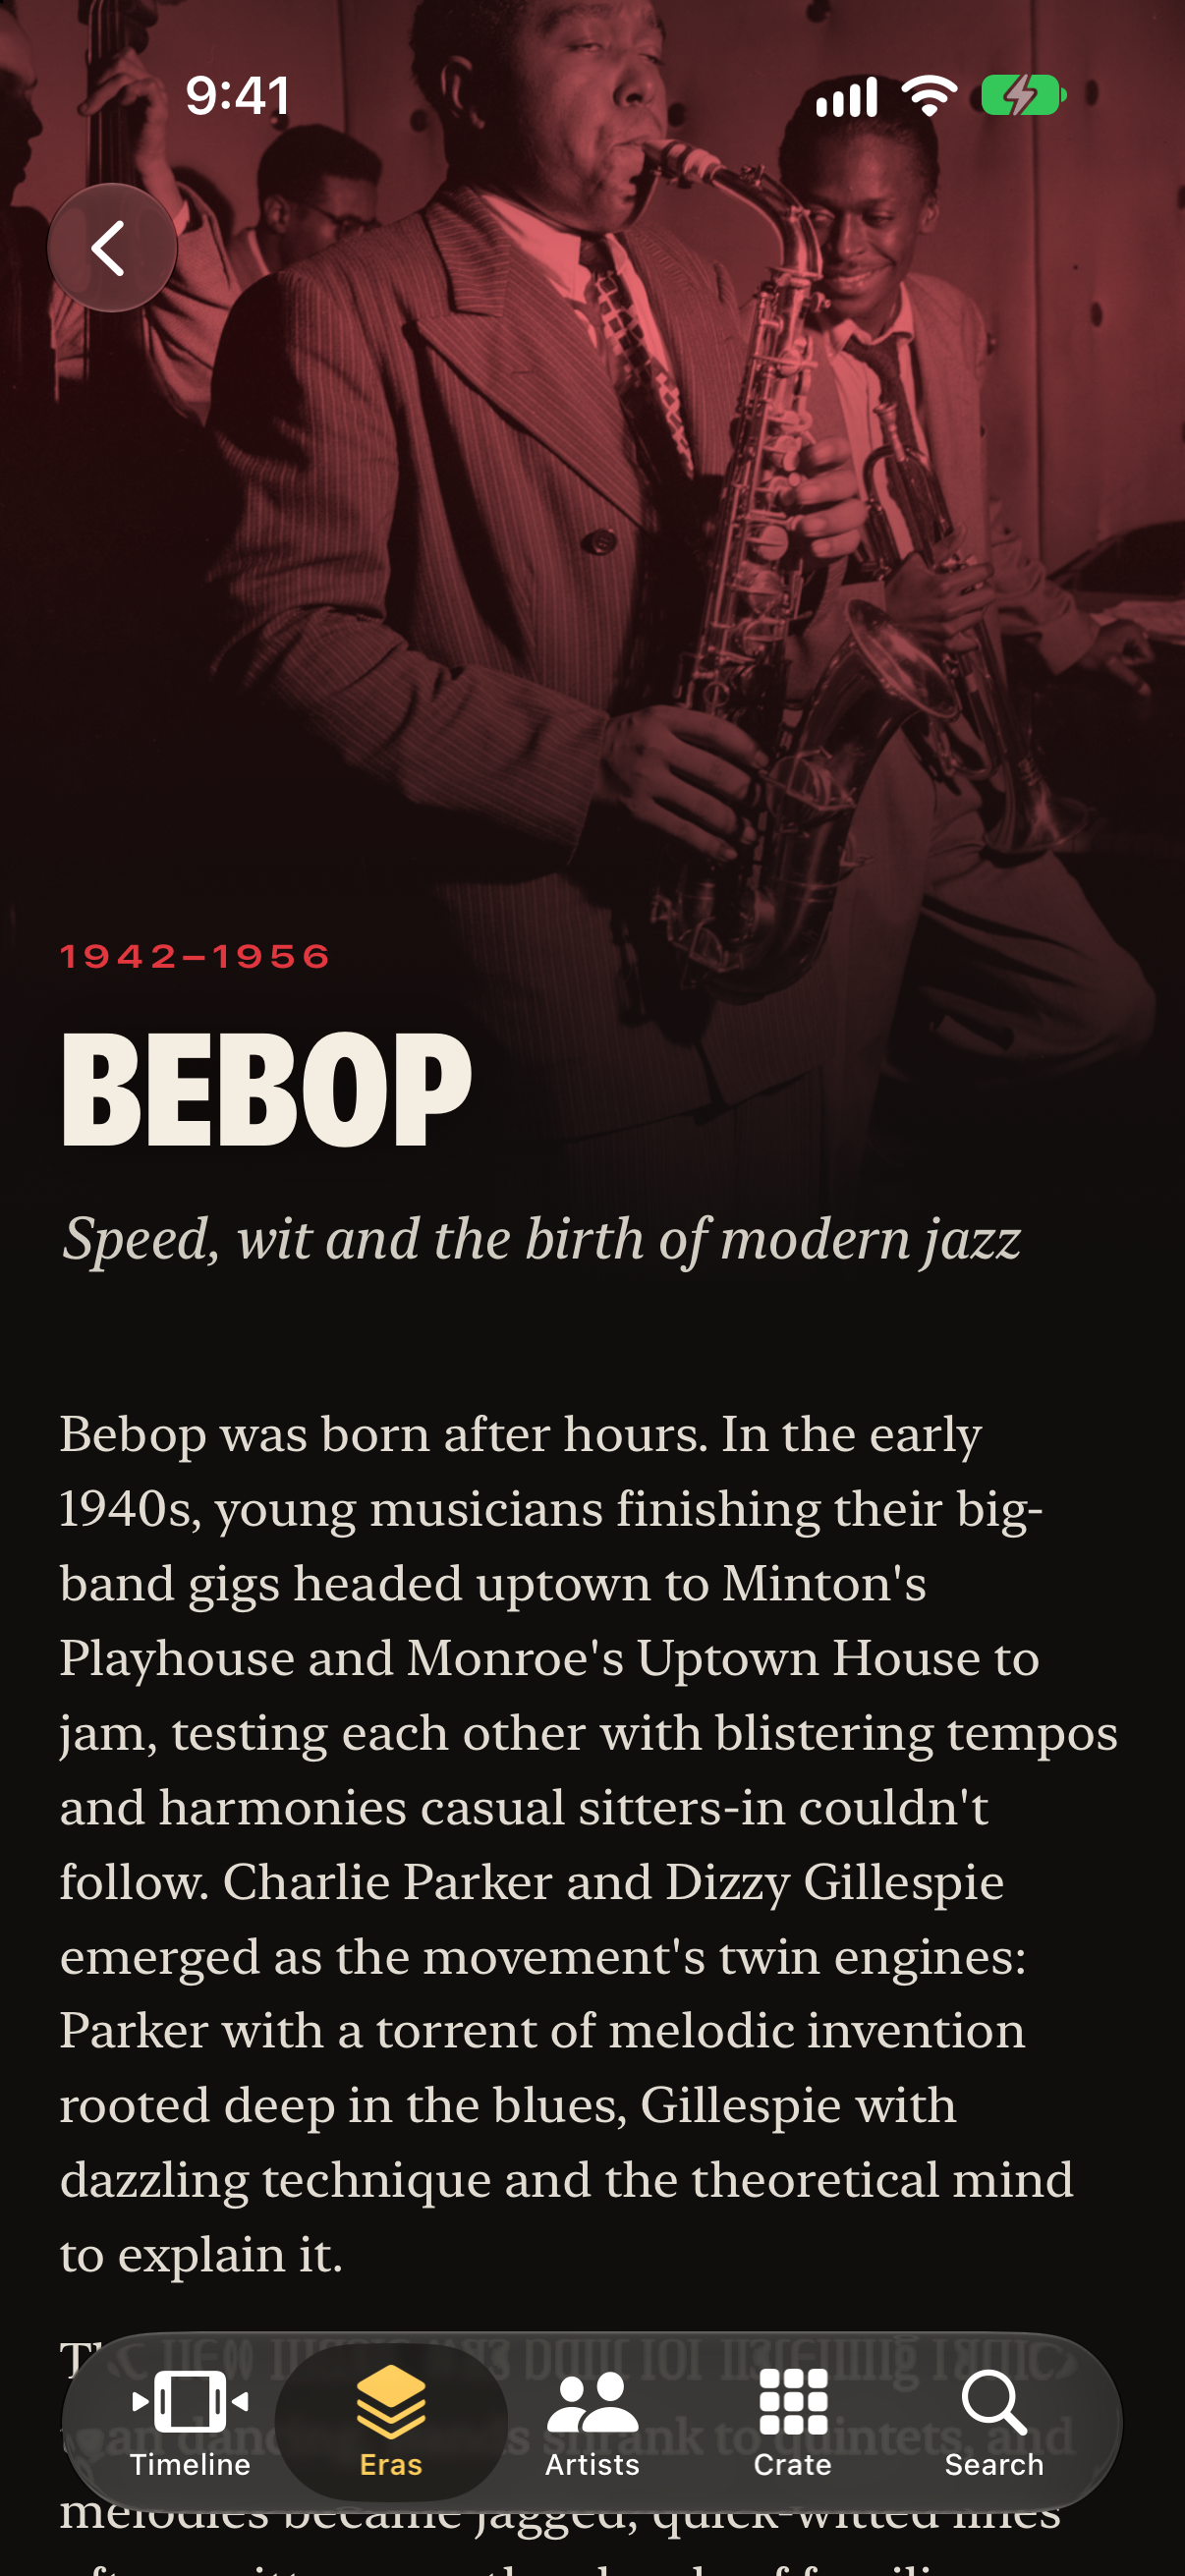 9:41
1942–1956
BEBOP
Speed, wit and the birth of modern jazz
Bebop was born after hours. In the early
1940s, young musicians finishing their big-
band gigs headed uptown to Minton's
Playhouse and Monroe's Uptown House to
jam, testing each other with blistering tempos
and harmonies casual sitters-in couldn't
follow. Charlie Parker and Dizzy Gillespie
emerged as the movement's twin engines:
Parker with a torrent of melodic invention
rooted deep in the blues, Gillespie with
dazzling technique and the theoretical mind
to explain it.
to quintets, and
Timeline
Eras
Artists
Crate
Search
melodies became jagged, quick-witted lines